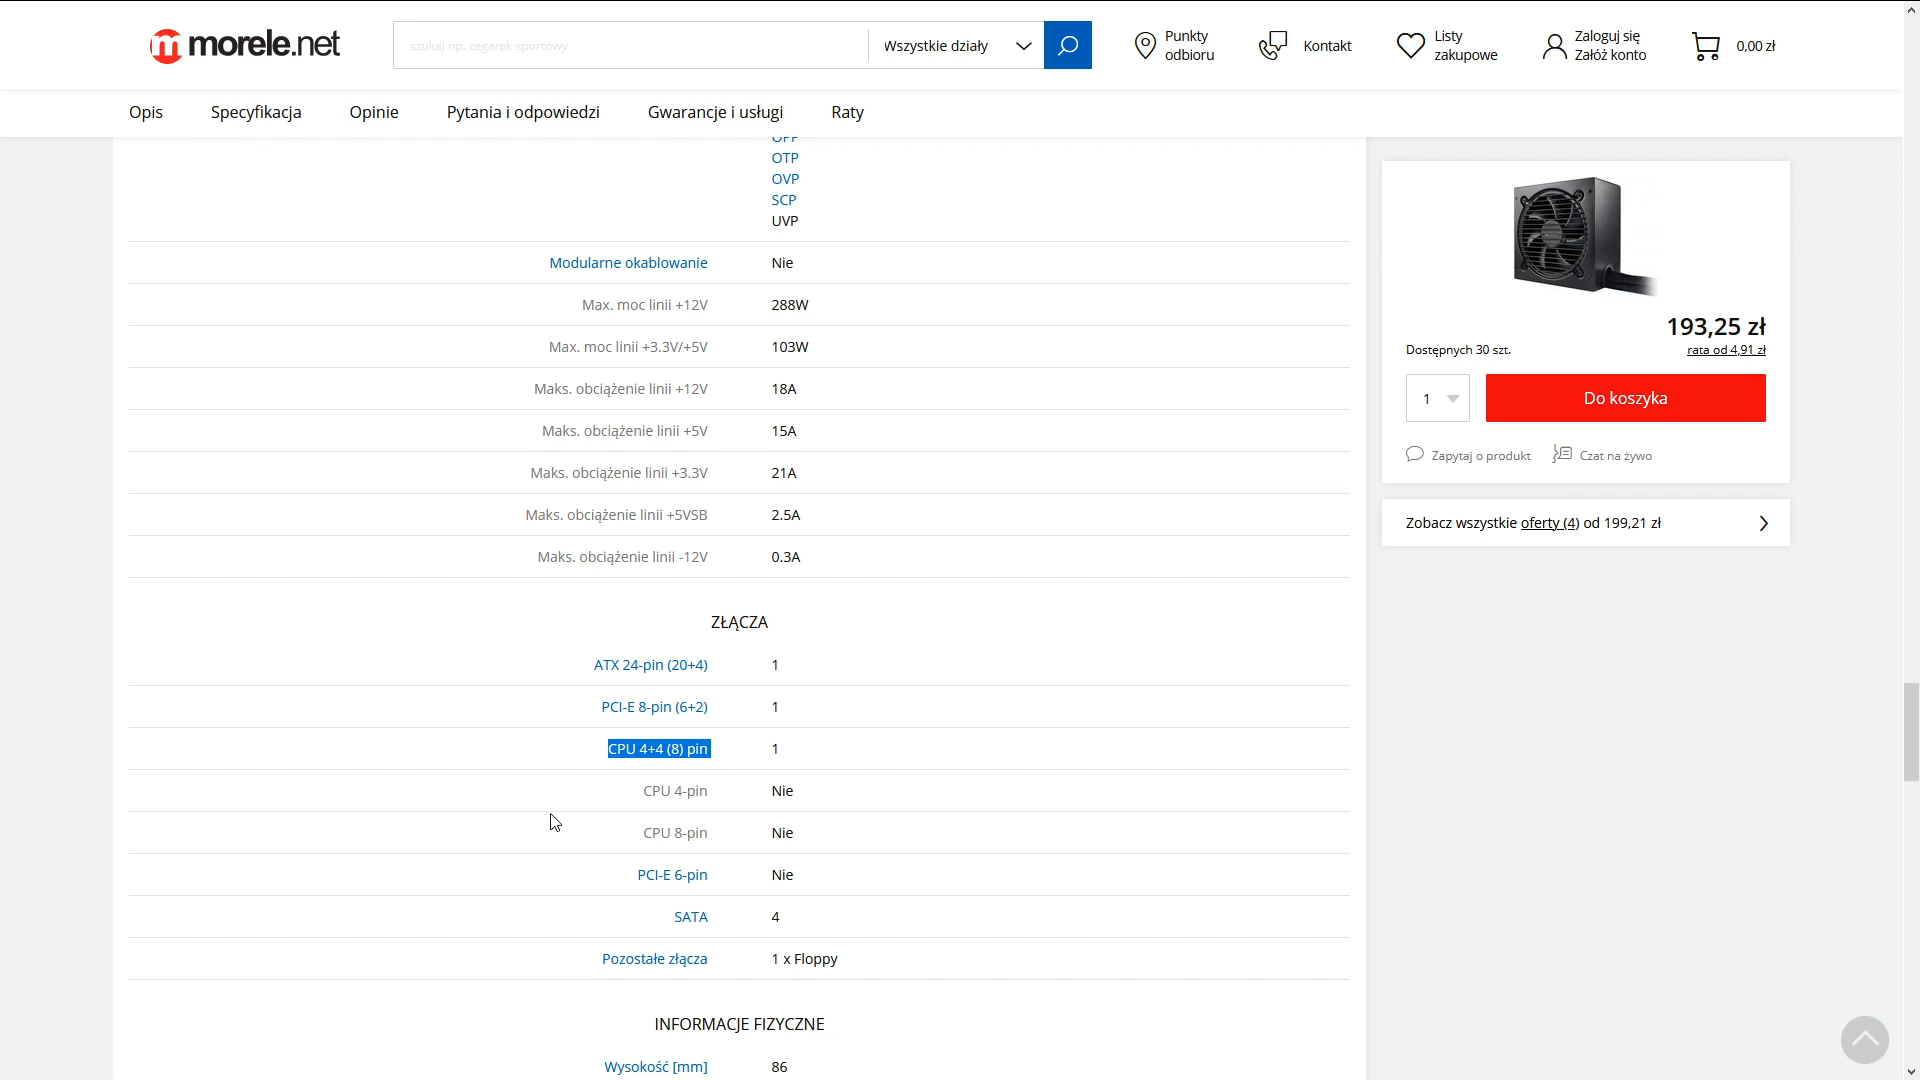 morele.net
szukaj np. zegarek sportowy
Wszystkie działy
Punkty odbioru
Kontakt
Listy zakupowe
Zaloguj się
Załóż konto
0,00 zł
Opis
Specyfikacja
Opinie
Pytania i odpowiedzi
Gwarancje i usługi
Raty
OPP
OTP
OVP
SCP
UVP
Modularne okablowanie Nie
Max. moc linii +12V 288W
Max. moc linii +3.3V/+5V 103W
Maks. obciążenie linii +12V 18A
Maks. obciążenie linii +5V 15A
Maks. obciążenie linii +3.3V 21A
Maks. obciążenie linii +5VSB 2.5A
Maks. obciążenie linii -12V 0.3A
ZŁĄCZA
ATX 24-pin (20+4) 1
PCI-E 8-pin (6+2) 1
CPU 4+4 (8) pin 1
CPU 4-pin Nie
CPU 8-pin Nie
PCI-E 6-pin Nie
SATA 4
Pozostałe złącza 1 x Floppy
INFORMACJE FIZYCZNE
Wysokość [mm] 86
193,25 zł
Dostępnych 30 szt.
rata od 4,91 zł
1
Do koszyka
Zapytaj o produkt
Czat na żywo
Zobacz wszystkie oferty (4) od 199,21 zł